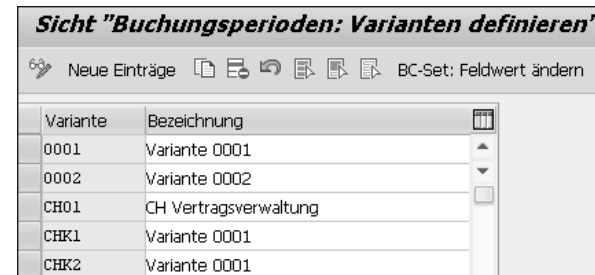 Sicht "Buchungsperioden: Varianten definieren"
Neue Einträge BC-Set: Feldwert ändern
Variante Bezeichnung
0001 Variante 0001
0002 Variante 0002
CH01 CH Vertragsverwaltung
CHK1 Variante 0001
CHK2 Variante 0001